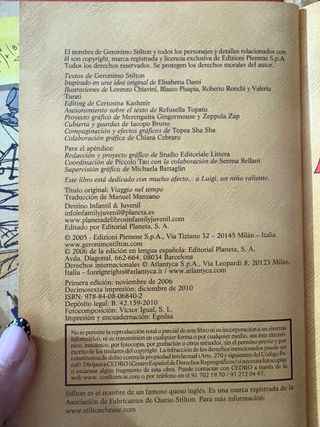 El nombre de Geronimo Stilton y todos los personajes y detalles relacionados con
él son copyright, marca registrada y licencia exclusiva de Edizioni Piemme S.p.A.
Todos los derechos reservados. Se protegen los derechos morales del autor.
Textos de Geronimo Stilton
Inspirado en una idea original de Elisabetta Dami
Ilustraciones de Lorenzo Chiavini, Blasco Pisapia, Roberto Ronchi y Valeria
Turati
Editing de Certosina Kashmir
Asesoramiento sobre el texto de Refusella Topato
Proyecto gráfico de Merenguita Gingermouse y Zeppola Zap
Cubierta y guardas de Iacopo Bruno
Compaginación y efectos gráficos de Topea Sha Sha
Colaboración gráfica de Chiara Cebraro
Para el apéndice:
Redacción y proyecto gráfico de Studio Editoriale Littera
Coordinación de Piccolo Tao con la colaboración de Serena Bellani
Supervisión gráfica de Michaela Battaglin
Este libro está dedicado con mucho afecto... a Luigi, un niño valiente.
Título original: Viaggio nel tempo
Traducción de Manuel Manzano
Destino Infantil & Juvenil
infoinfantilyjuvenil@planeta.es
www.planetadelibrosinfantilyjuvenil.com
Editado por Editorial Planeta, S. A.
© 2005 - Edizioni Piemme S.p.A., Via Tiziano 32 – 20145 Milán – Italia
www.geronimostilton.com
© 2006 de la edición en lengua española: Editorial Planeta, S. A.
Avda. Diagonal, 662-664, 08034 Barcelona
Derechos internacionales © Atlantyca S.p.A., Via Leopardi 8, 20123 Milán,
Italia – foreignrights@atlantyca.it / www.atlantyca.com
Primera edición: noviembre de 2006
Decimosexta impresión: diciembre de 2010
ISBN: 978-84-08-06840-2
Depósito legal: B. 42.159-2010
Fotocomposición: Víctor Igual, S. L.
Impresión y encuadernación: Egedsa
No se permite la reproducción total o parcial de este libro ni su incorporación a un sistema
informático, ni su transmisión en cualquier forma o por cualquier medio, sea éste electró-
nico, mecánico, por fotocopia, por grabación u otros métodos, sin el permiso previo y por
escrito de los titulares del copyright. La infracción de los derechos mencionados puede ser
constitutiva de delito contra la propiedad intelectual (Arts. 270 y siguientes del Código Pe-
nal). Diríjase a CEDRO (Centro Español de Derechos Reprográficos) si necesita fotocopiar
o escanear algún fragmento de esta obra. Puede contactar con CEDRO a través de la
web www.conlicencia.com o por teléfono en el 91 702 19 70 / 93 272 04 47.
Stilton es el nombre de un famoso queso inglés. Es una marca registrada de la
Asociación de Fabricantes de Queso Stilton. Para más información:
www.stiltoncheese.com